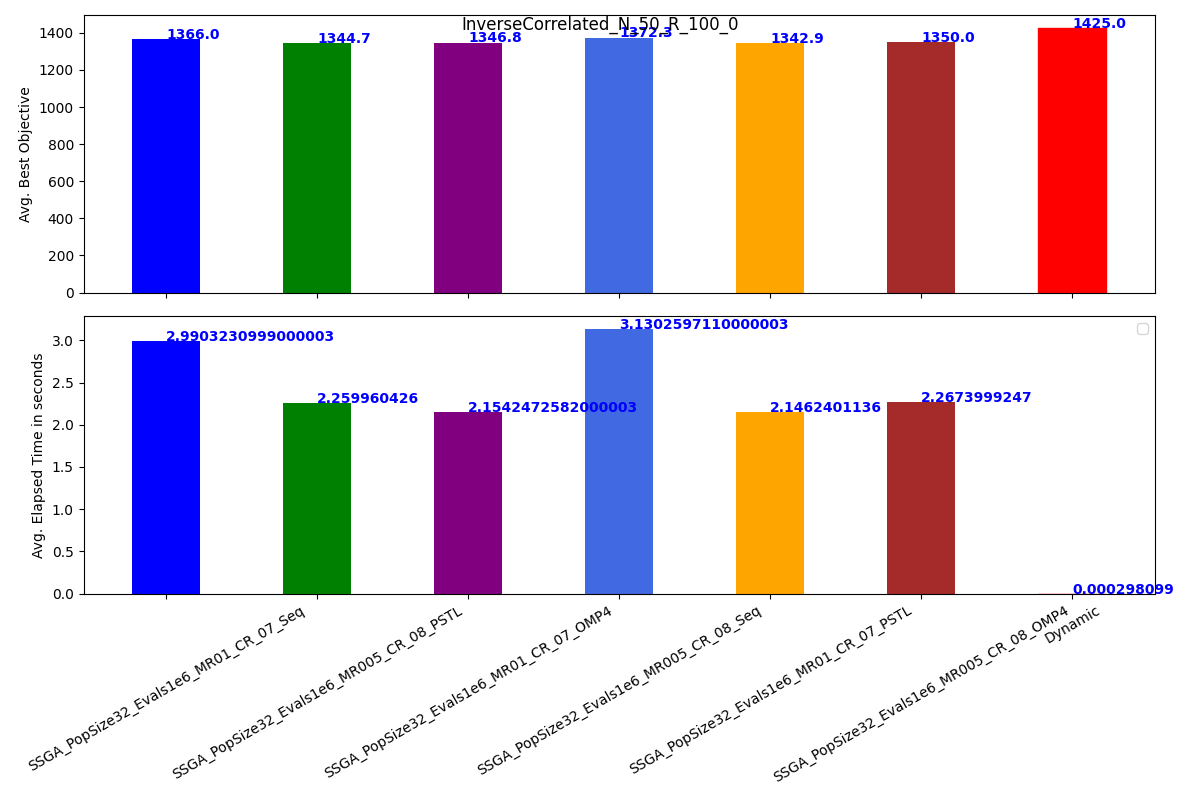 InverseCorrelated_N_50_R_100_0
1366.0
1344.7
1346.8
1372.3
1342.9
1350.0
1425.0
Avg. Best Objective
1400
1200
1000
800
600
400
200
0
2.9903230999000003
2.259960426
2.1542472582000003
3.1302597110000003
2.1462401136
2.2673999247
0.000298099
Avg. Elapsed Time in seconds
3.0
2.5
2.0
1.5
1.0
0.5
0.0
SSGA_PopSize32_Evals1e6_MR01_CR_07_Seq
SSGA_PopSize32_Evals1e6_MR005_CR_08_PSTL
SSGA_PopSize32_Evals1e6_MR01_CR_07_OMP4
SSGA_PopSize32_Evals1e6_MR005_CR_08_Seq
SSGA_PopSize32_Evals1e6_MR01_CR_07_PSTL
SSGA_PopSize32_Evals1e6_MR005_CR_08_OMP4
Dynamic